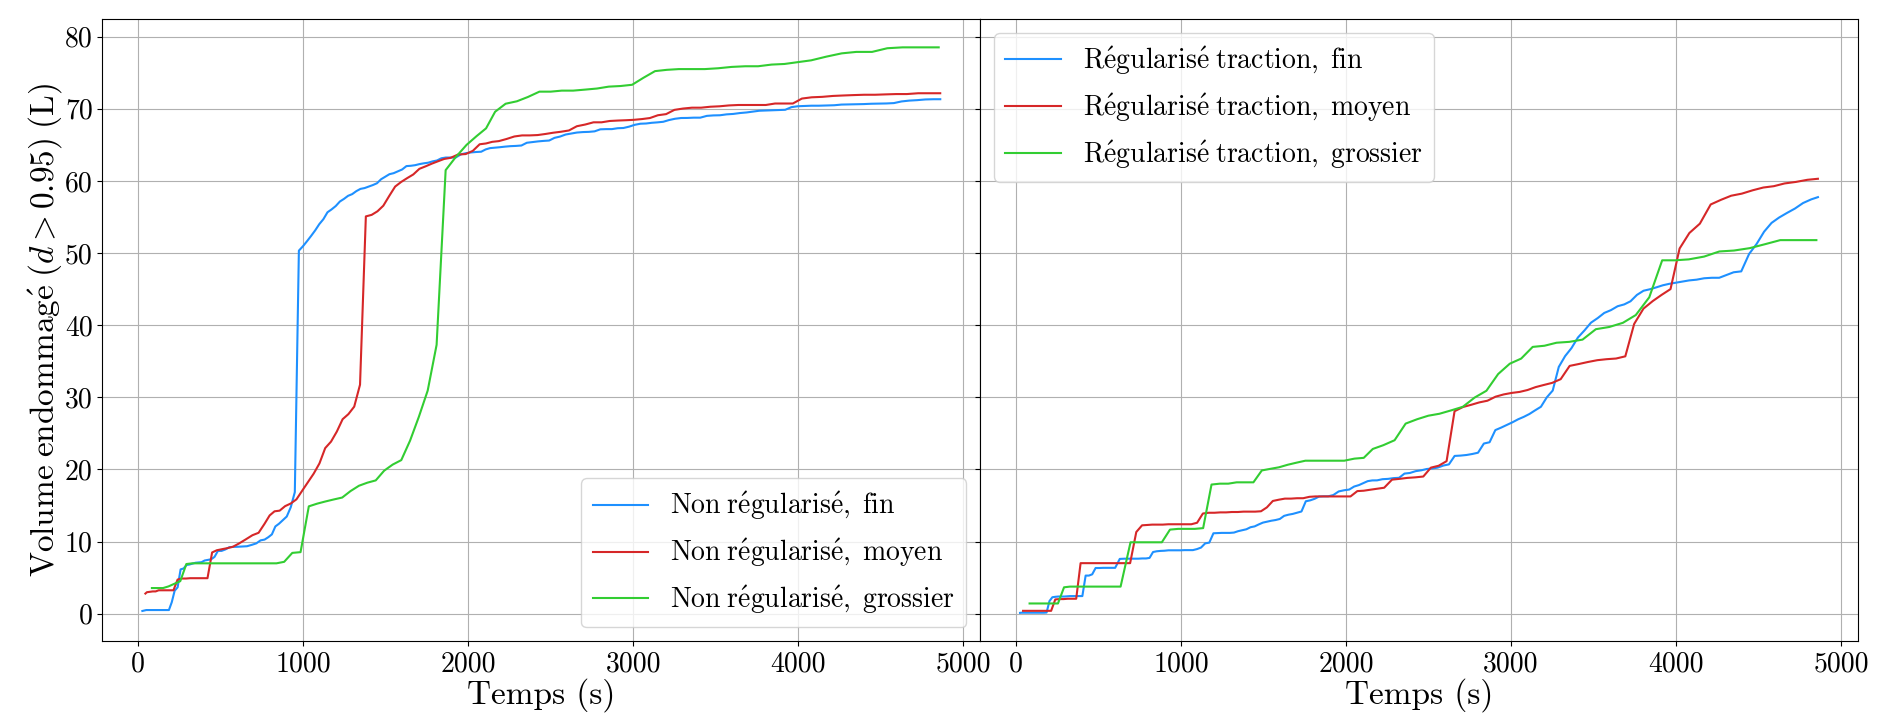 Volume endommagé (d > 0.95) (L)
80
70
60
50
40
30
20
10
0
Non régularisé, fin
Non régularisé, moyen
Non régularisé, grossier
0 1000 2000 3000 4000 5000
Temps (s)
Régularisé traction, fin
Régularisé traction, moyen
Régularisé traction, grossier
0 1000 2000 3000 4000 5000
Temps (s)